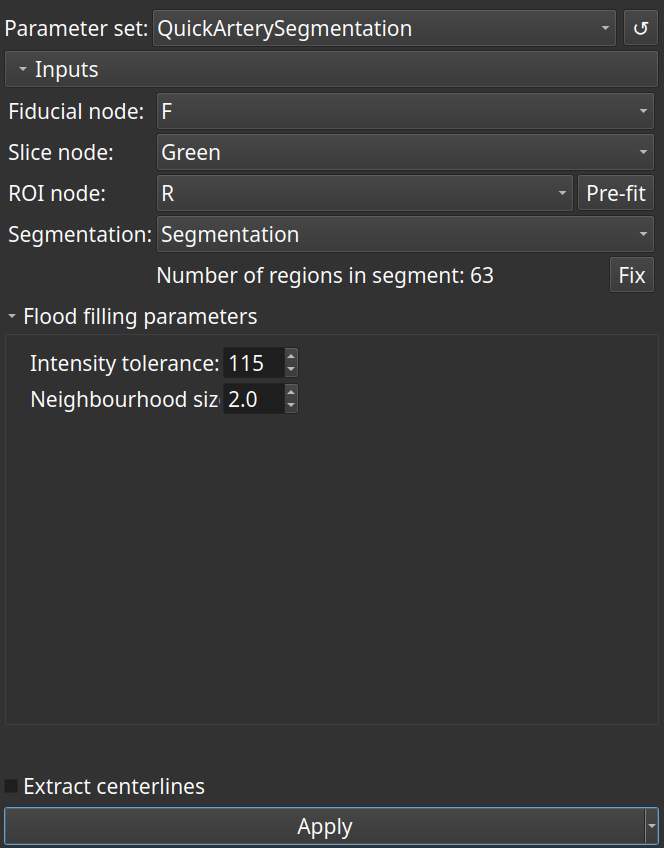 Parameter set: QuickArterySegmentation ↺
Inputs
Fiducial node: F
Slice node: Green
ROI node: R Pre-fit
Segmentation: Segmentation
Number of regions in segment: 63 Fix
Flood filling parameters
Intensity tolerance: 115
Neighbourhood siz 2.0
Extract centerlines
Apply